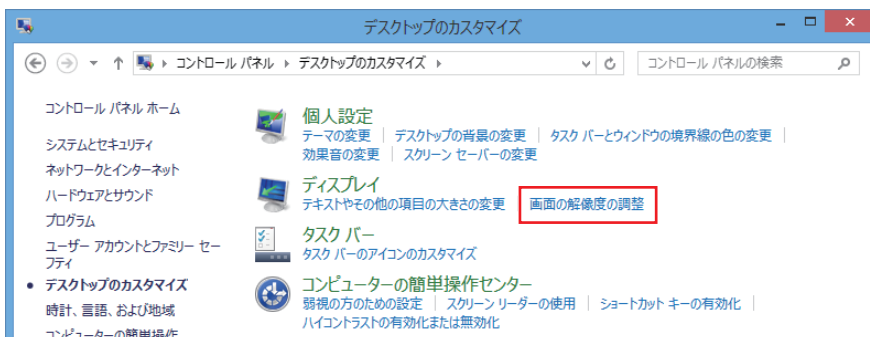 デスクトップのカスタマイズ
コントロール パネル デスクトップのカスタマイズ
コントロール パネルの検索
コントロール パネル ホーム
システムとセキュリティ
ネットワークとインターネット
ハードウェアとサウンド
プログラム
ユーザー アカウントとファミリー セー
フティ
デスクトップのカスタマイズ
時計、言語、および地域
コンピューターの簡単操作
個人設定
テーマの変更 デスクトップの背景の変更 タスク バーとウィンドウの境界線の色の変更
効果音の変更 スクリーン セーバーの変更
ディスプレイ
テキストやその他の項目の大きさの変更 画面の解像度の調整
タスク バー
タスク バーのアイコンのカスタマイズ
コンピューターの簡単操作センター
弱視の方のための設定 スクリーン リーダーの使用 ショートカット キーの有効化
ハイコントラストの有効化または無効化